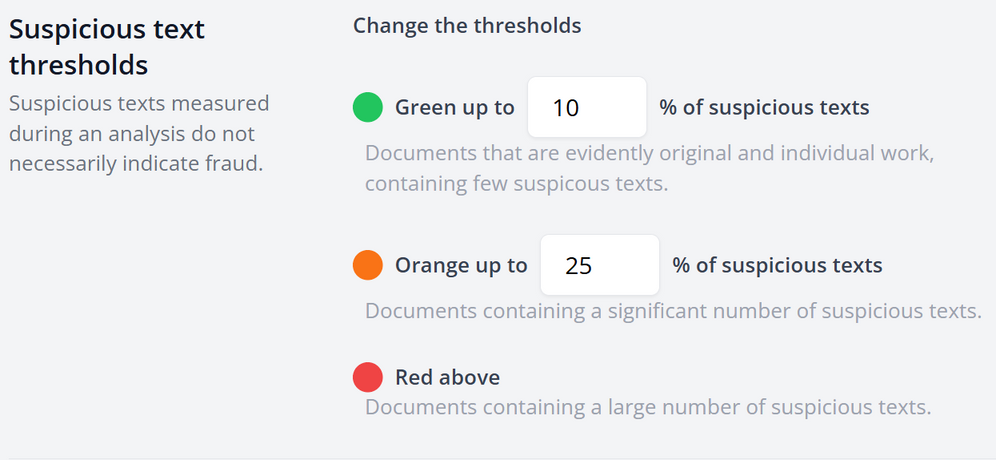 Suspicious text
thresholds
Suspicious texts measured
during an analysis do not
necessarily indicate fraud.
Change the thresholds
Green up to 10 % of suspicious texts
Documents that are evidently original and individual work,
containing few suspicous texts.
Orange up to 25 % of suspicious texts
Documents containing a significant number of suspicious texts.
Red above
Documents containing a large number of suspicious texts.